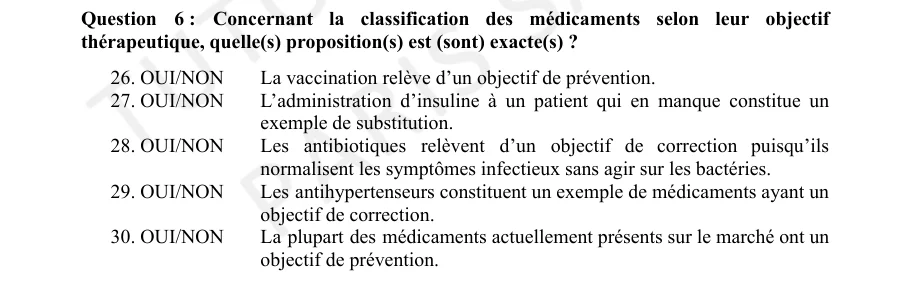 Question 6 : Concernant la classification des médicaments selon leur objectif
thérapeutique, quelle(s) proposition(s) est (sont) exacte(s) ?
26. OUI/NON La vaccination relève d’un objectif de prévention.
27. OUI/NON L’administration d’insuline à un patient qui en manque constitue un
exemple de substitution.
28. OUI/NON Les antibiotiques relèvent d’un objectif de correction puisqu’ils
normalisent les symptômes infectieux sans agir sur les bactéries.
29. OUI/NON Les antihypertenseurs constituent un exemple de médicaments ayant un
objectif de correction.
30. OUI/NON La plupart des médicaments actuellement présents sur le marché ont un
objectif de prévention.